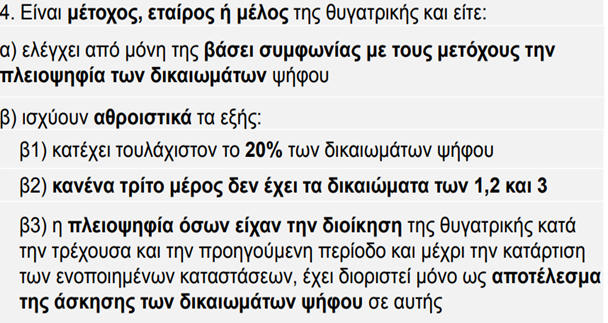 4. Είναι μέτοχος, εταίρος ή μέλος της θυγατρικής και είτε:
α) ελέγχει από μόνη της βάσει συμφωνίας με τους μετόχους την
πλειοψηφία των δικαιωμάτων ψήφου
β) ισχύουν αθροιστικά τα εξής:
β1) κατέχει τουλάχιστον το 20% των δικαιωμάτων ψήφου
β2) κανένα τρίτο μέρος δεν έχει τα δικαιώματα των 1,2 και 3
β3) η πλειοψηφία όσων είχαν την διοίκηση της θυγατρικής κατά
την τρέχουσα και την προηγούμενη περίοδο και μέχρι την κατάρτιση
των ενοποιημένων καταστάσεων, έχει διοριστεί μόνο ως αποτέλεσμα
της άσκησης των δικαιωμάτων ψήφου σε αυτής